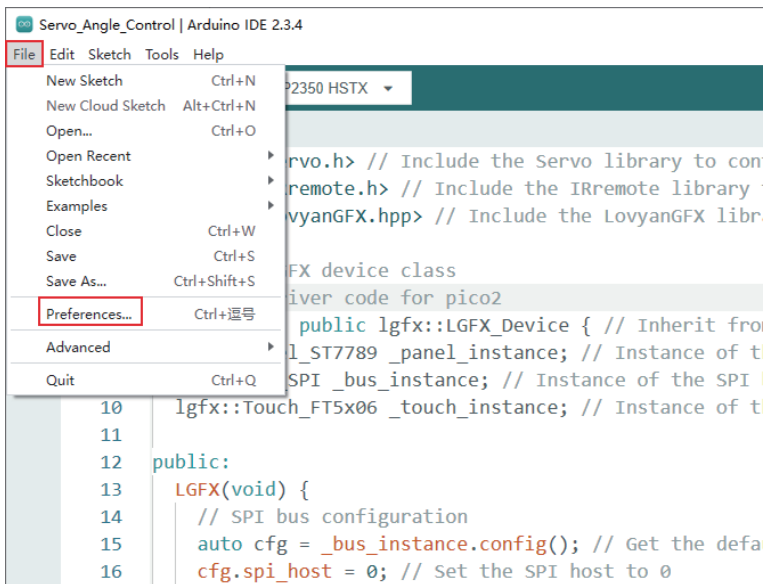 Servo_Angle_Control | Arduino IDE 2.3.4
File Edit Sketch Tools Help
New Sketch Ctrl+N
New Cloud Sketch Alt+Ctrl+N
Open... Ctrl+O
Open Recent
Sketchbook
Examples
Close Ctrl+W
Save Ctrl+S
Save As... Ctrl+Shift+S
Preferences... Ctrl+逗号
Advanced
Quit Ctrl+Q
P2350 HSTX
rvo.h> // Include the Servo library to con
remote.h> // Include the IRremote library
vyanGFX.hpp> // Include the LovyanGFX libr
FX device class
iver code for pico2
public lgfx::LGFX_Device { // Inherit fro
l_ST7789 _panel_instance; // Instance of t
SPI _bus_instance; // Instance of the SPI
10 lgfx::Touch_FT5x06 _touch_instance; // Instance of t
11
12 public:
13 LGFX(void) {
14 // SPI bus configuration
15 auto cfg = _bus_instance.config(); // Get the defa
16 cfg.spi_host = 0; // Set the SPI host to 0